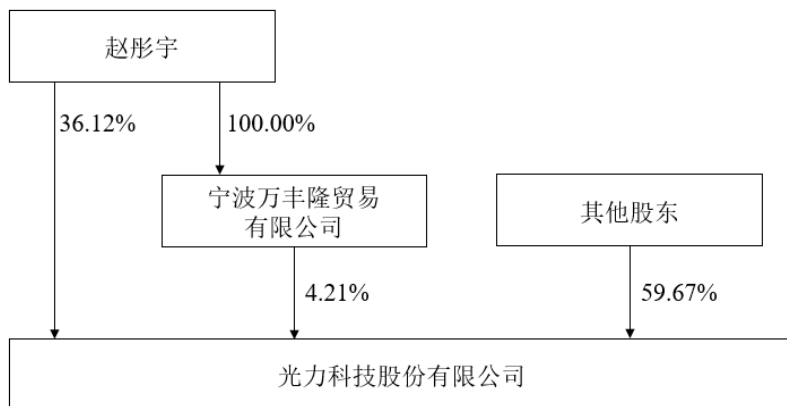 赵彤宇
36.12%
100.00%
宁波万丰隆贸易
有限公司
其他股东
4.21%
59.67%
光力科技股份有限公司